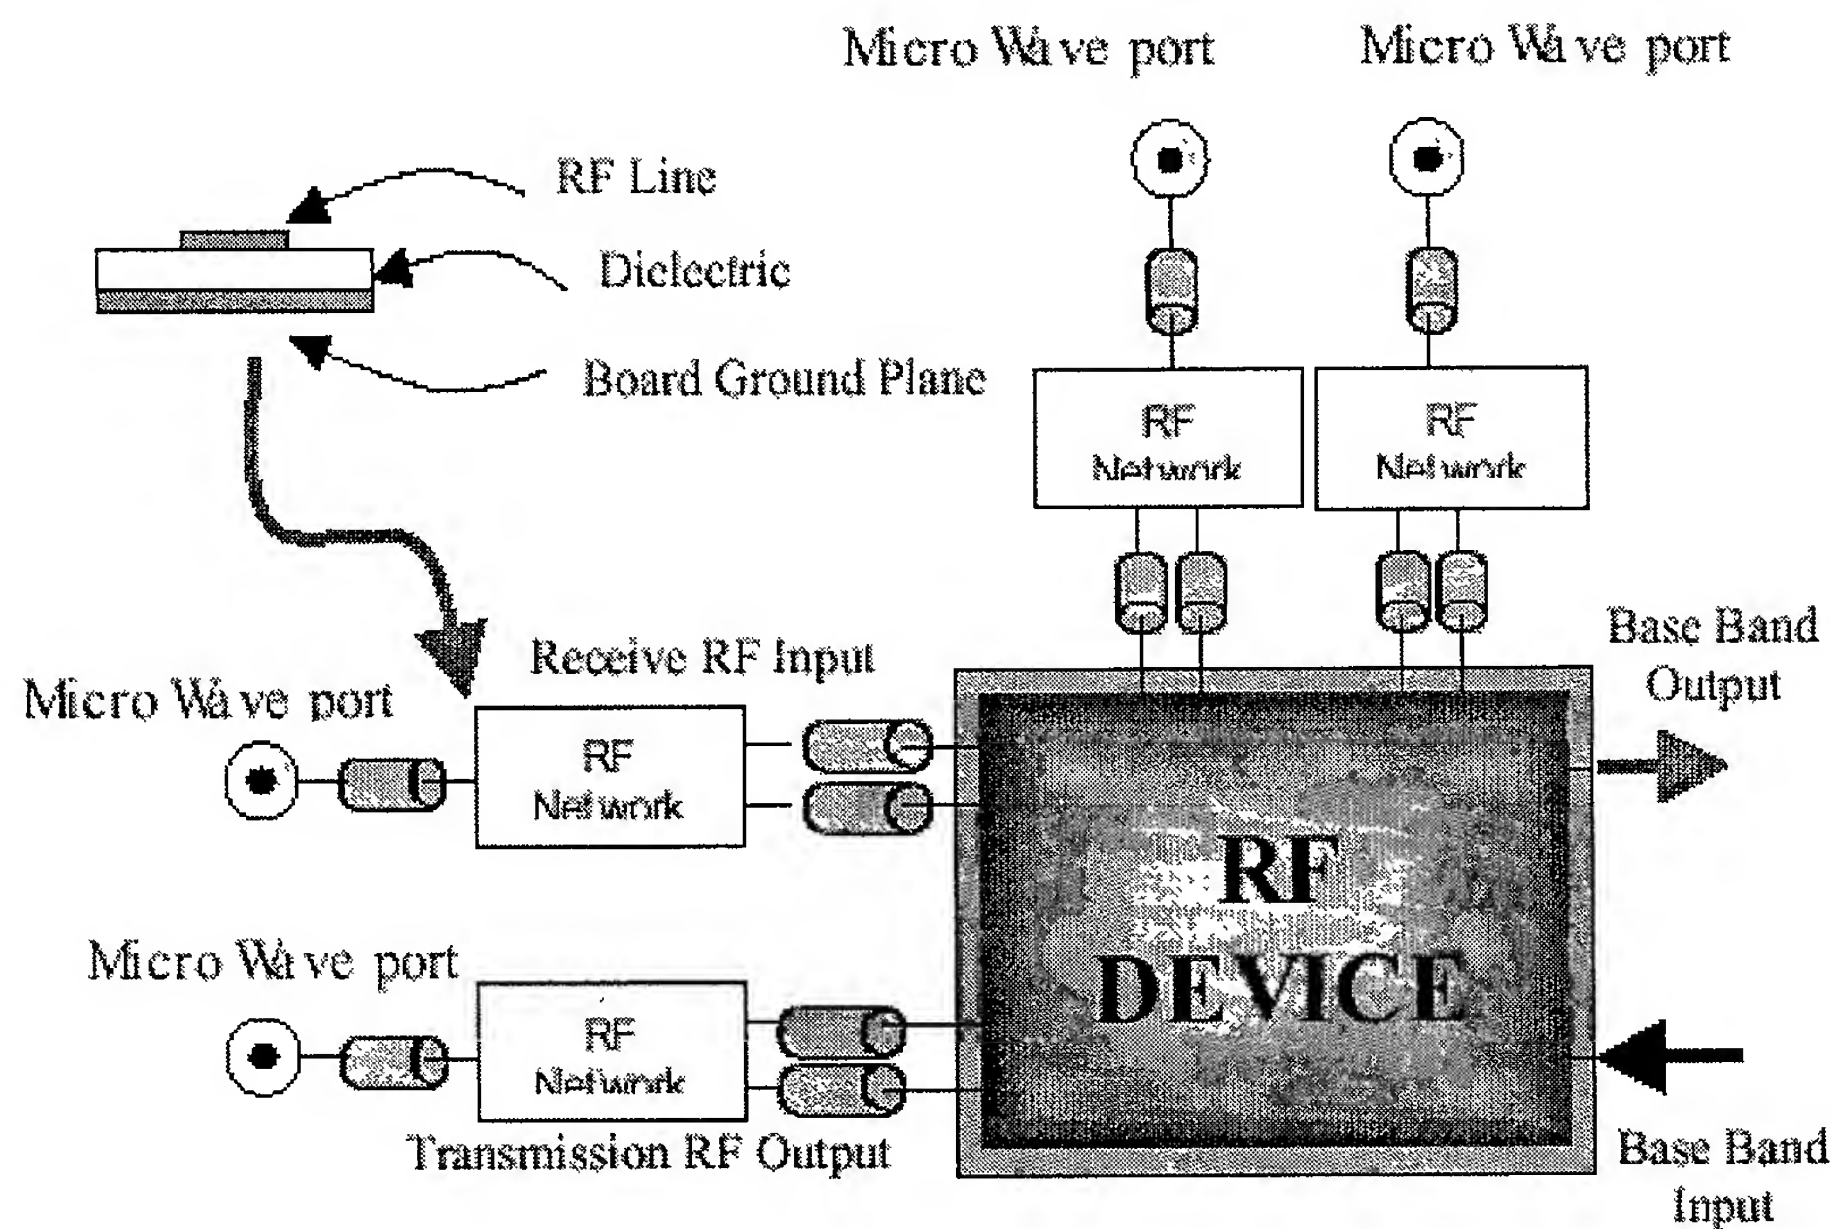 Micro Wave port
Micro Wave port
RF Line
Dielectric
Board Ground Plane
RF
Network
RF
Network
Base Band
Output
Receive RF Input
Micro Wave port
RF
Network
RF
DEVICE
Micro Wave port
RF
Network
Transmission RF Output
Base Band
Input